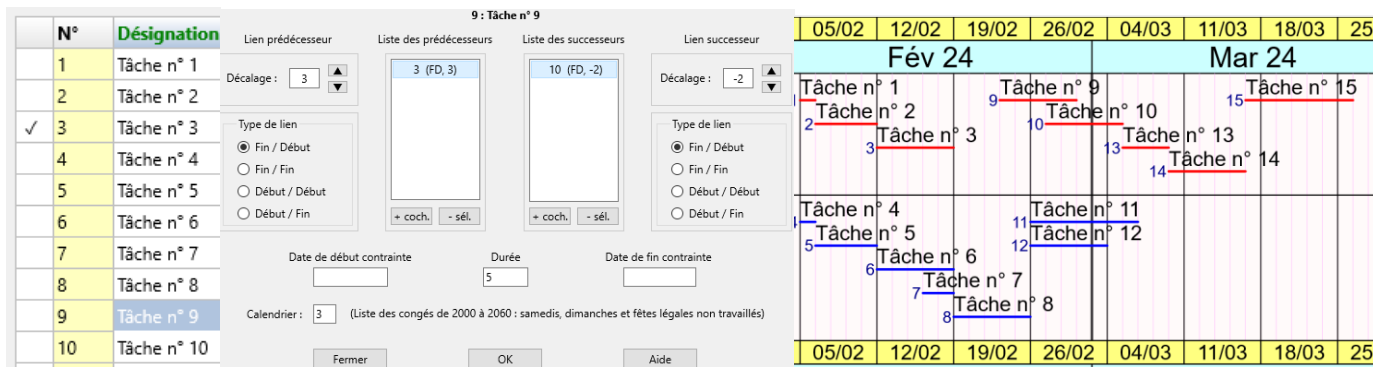 N° Désignation
1 Tâche n° 1
2 Tâche n° 2
✓ 3 Tâche n° 3
4 Tâche n° 4
5 Tâche n° 5
6 Tâche n° 6
7 Tâche n° 7
8 Tâche n° 8
9 Tâche n° 9
10 Tâche n° 10
9 : Tâche n° 9
Lien prédécesseur
Liste des prédécesseurs
Liste des successeurs
Lien successeur
Décalage : 3
3 (FD, 3)
10 (FD, -2)
Décalage : -2
Type de lien
Fin / Début
Fin / Fin
Début / Début
Début / Fin
+ coch. - sél.
+ coch. - sél.
Type de lien
Fin / Début
Fin / Fin
Début / Début
Début / Fin
Date de début contrainte
Durée
5
Date de fin contrainte
Calendrier : 3 (Liste des congés de 2000 à 2060 : samedis, dimanches et fêtes légales non travaillés)
Fermer
OK
Aide
05/02 12/02 19/02 26/02 04/03 11/03 18/03 25
Fév 24 Mar 24
Tâche n° 1
Tâche n° 9
9
Tâche n° 15
15
Tâche n° 2
2
Tâche n° 10
10
Tâche n° 3
3
Tâche n° 13
13
Tâche n° 14
14
Tâche n° 4
Tâche n° 11
11
Tâche n° 5
5
Tâche n° 12
12
Tâche n° 6
6
Tâche n° 7
7
Tâche n° 8
8
05/02 12/02 19/02 26/02 04/03 11/03 18/03 25